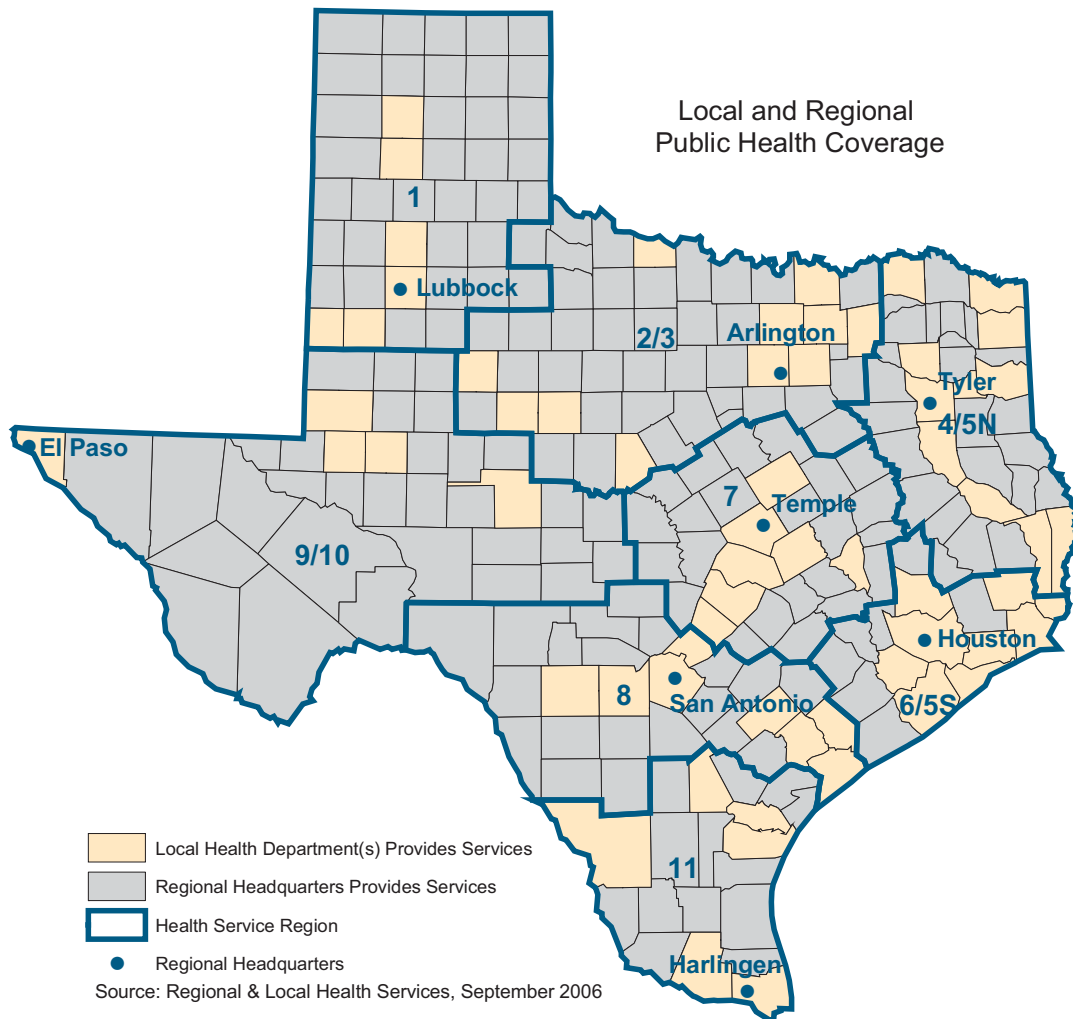 Local and Regional
Public Health Coverage
1
Lubbock
2/3
Arlington
Tyler
4/5N
El Paso
7
Temple
9/10
Houston
8
San Antonio
6/5S
11
Harlingen
Local Health Department(s) Provides Services
Regional Headquarters Provides Services
Health Service Region
Regional Headquarters
Source: Regional & Local Health Services, September 2006